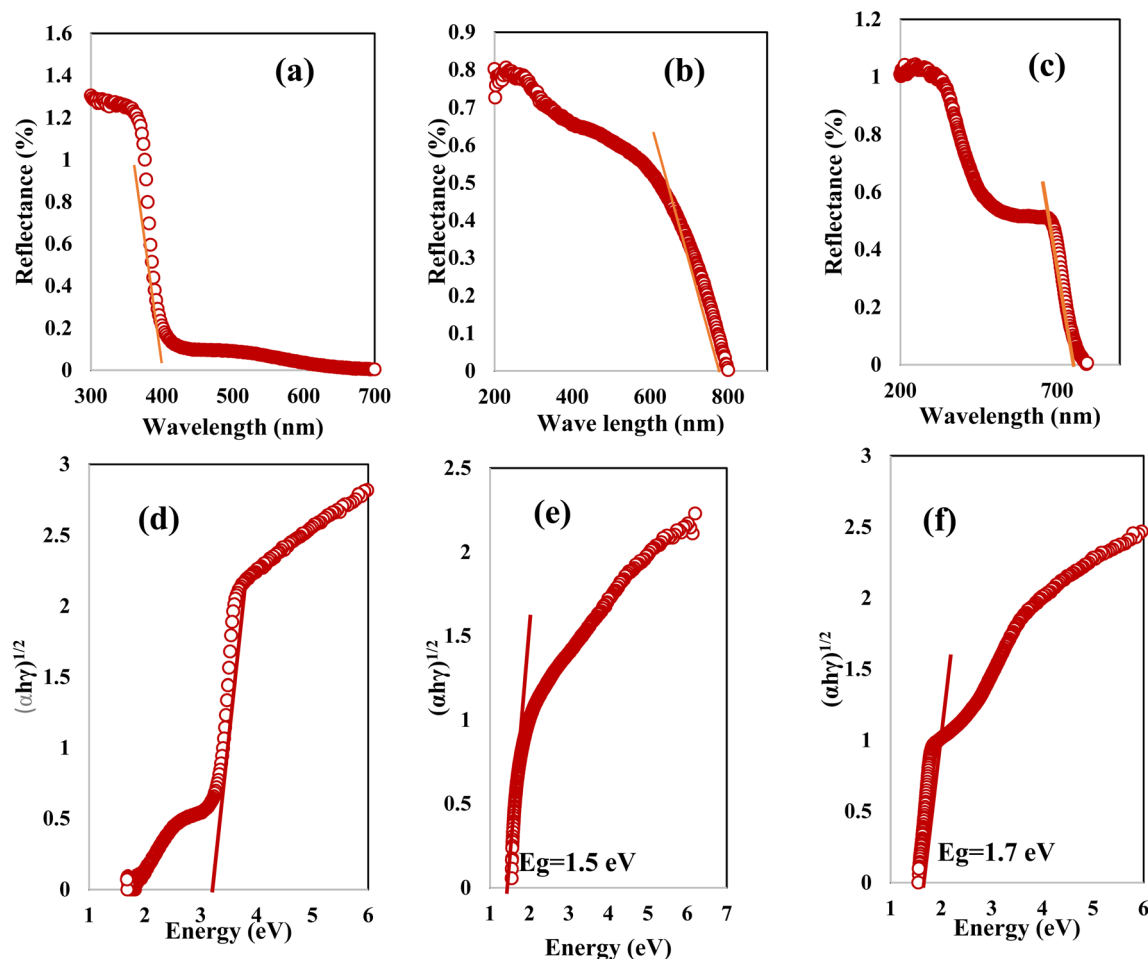 (a)
Reflectance (%)
1.6
1.4
1.2
1
0.8
0.6
0.4
0.2
0
300 400 500 600 700
Wavelength (nm)
(b)
Reflectance (%)
0.9
0.8
0.7
0.6
0.5
0.4
0.3
0.2
0.1
0
200 400 600 800
Wave length (nm)
(c)
Reflectance (%)
1.2
1
0.8
0.6
0.4
0.2
0
200 700
Wavelength (nm)
(d)
(αhγ)1/2
3
2.5
2
1.5
1
0.5
0
1 2 3 4 5 6
Energy (eV)
(e)
(αhγ)1/2
2.5
2
1.5
1
0.5
0
Eg=1.5 eV
1 2 3 4 5 6 7
Energy (eV)
(f)
(αhγ)1/2
3
2.5
2
1.5
1
0.5
0
Eg=1.7 eV
1 2 3 4 5 6
Energy (eV)